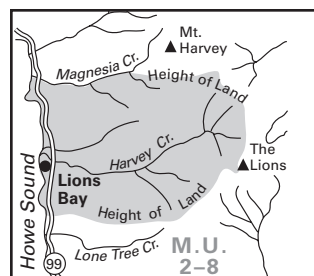 Mt.
Harvey
Magnesia Cr.
Height of Land
Harvey Cr.
The
Lions
Lions
Bay
Height of Land
Howe Sound
Lone Tree Cr.
M.U.
2–8
99